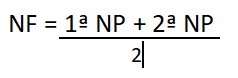 NF = 1ª NP + 2ª NP
2